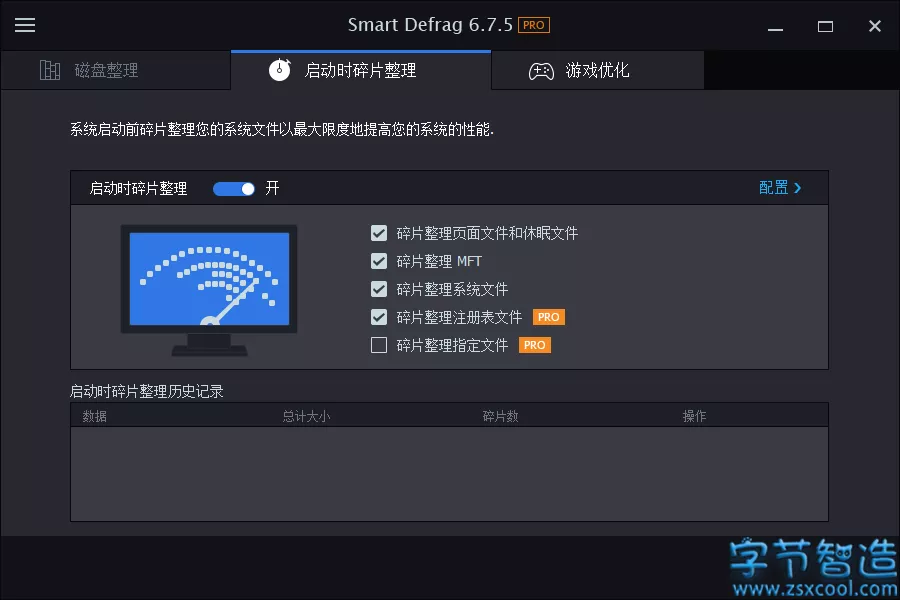 Smart Defrag 6.7.5 PRO
磁盘整理 启动时碎片整理 游戏优化
系统启动前碎片整理您的系统文件以最大限度地提高您的系统的性能.
启动时碎片整理 开 配置
碎片整理页面文件和休眠文件
碎片整理 MFT
碎片整理系统文件
碎片整理注册表文件 PRO
碎片整理指定文件 PRO
启动时碎片整理历史记录
数据 总计大小 碎片数 操作
字节智造
www.zsxcool.com